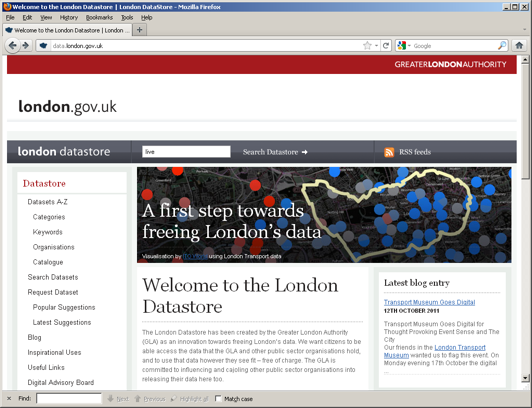 Welcome to the London Datastore | London DataStore - Mozilla Firefox
File Edit View History Bookmarks Tools Help
Welcome to the London Datastore | London ...
data.london.gov.uk
Google
GREATERLONDONAUTHORITY
london.gov.uk
london datastore
live
Search Datastore
RSS feeds
Datastore
Datasets A-Z
Categories
Keywords
Organisations
Catalogue
Search Datasets
Request Dataset
Popular Suggestions
Latest Suggestions
Blog
Inspirational Uses
Useful Links
Digital Advisory Board
A first step towards
freeing London's data
Visualisation by
using London Transport data
Welcome to the London
Datastore
The London Datastore has been created by the Greater London Authority
(GLA) as an innovation towards freeing London's data. We want citizens to be
able access the data that the GLA and other public sector organisations hold,
and to use that data however they see fit – free of charge. The GLA is
committed to influencing and cajoling other public sector organisations into
releasing their data here too.
Latest blog entry
Transport Museum Goes Digital
12TH OCTOBER 2011
Transport Museum Goes Digital for
Thought Provoking Event Sense and The
City
Our friends in the London Transport
Museum wanted us to flag this event. On
Monday evening 17th October the digital
...
Find:
Next
Previous
Highlight all
Match case